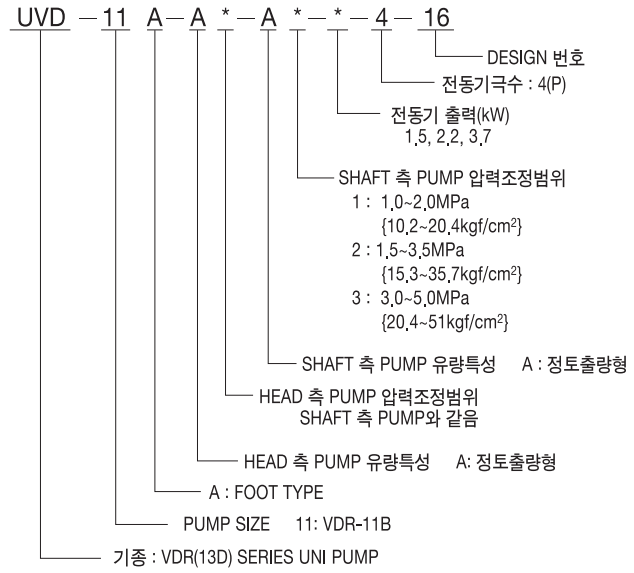 UVD － 11 A － A * － A * － * － 4 － 16
DESIGN 번호
전동기극수 : 4(P)
전동기 출력(kW)
1.5, 2.2, 3.7
SHAFT 측 PUMP 압력조정범위
1 : 1.0~2.0MPa
{10.2~20.4kgf/cm²}
2 : 1.5~3.5MPa
{15.3~35.7kgf/cm²}
3 : 3.0~5.0MPa
{20.4~51kgf/cm²}
SHAFT 측 PUMP 유량특성 A : 정토출량형
HEAD 측 PUMP 압력조정범위
SHAFT 측 PUMP와 같음
HEAD 측 PUMP 유량특성 A: 정토출량형
A : FOOT TYPE
PUMP SIZE 11: VDR-11B
기종 : VDR(13D) SERIES UNI PUMP